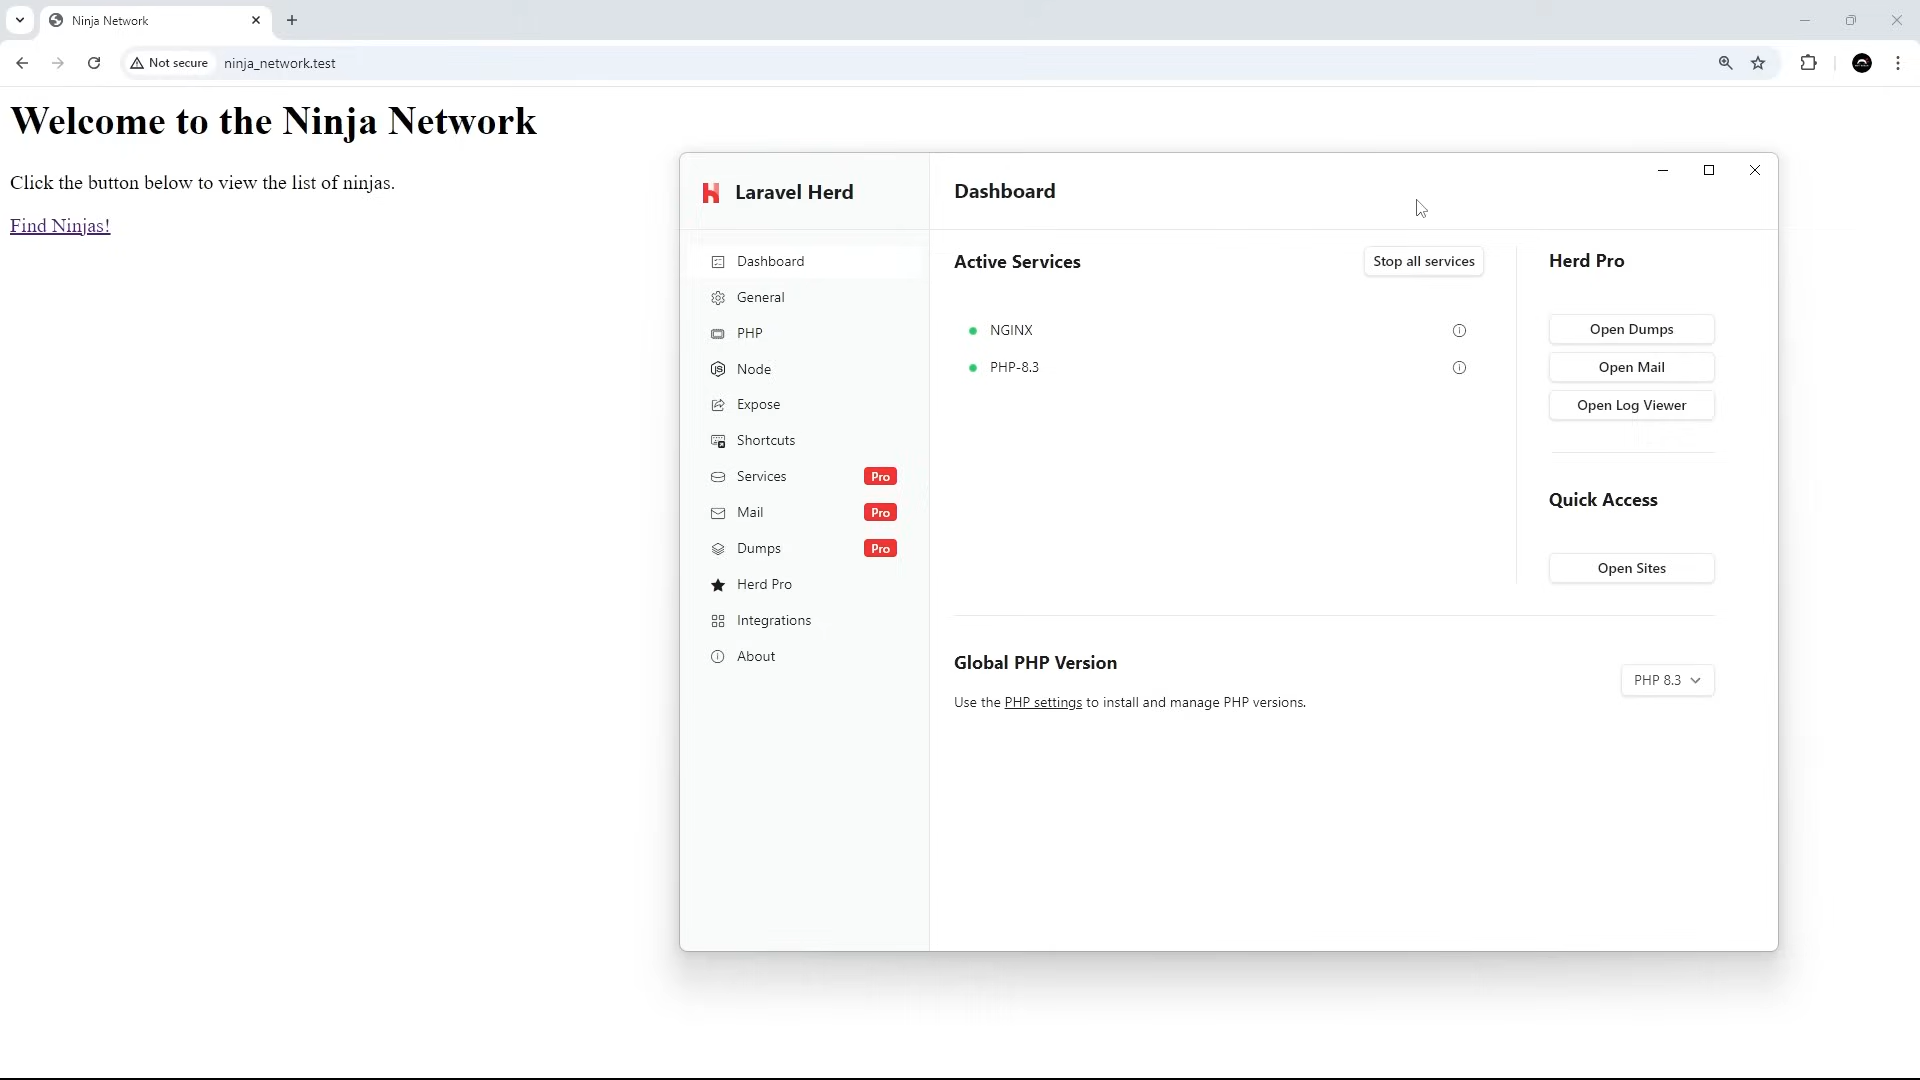 Ninja Network
Not secure
ninja_network.test
Welcome to the Ninja Network
Click the button below to view the list of ninjas.
Find Ninjas!
Laravel Herd
Dashboard
General
PHP
Node
Expose
Shortcuts
Services Pro
Mail Pro
Dumps Pro
Herd Pro
Integrations
About
Dashboard
Active Services
Stop all services
NGINX
PHP-8.3
Herd Pro
Open Dumps
Open Mail
Open Log Viewer
Quick Access
Open Sites
Global PHP Version
Use the PHP settings to install and manage PHP versions.
PHP 8.3